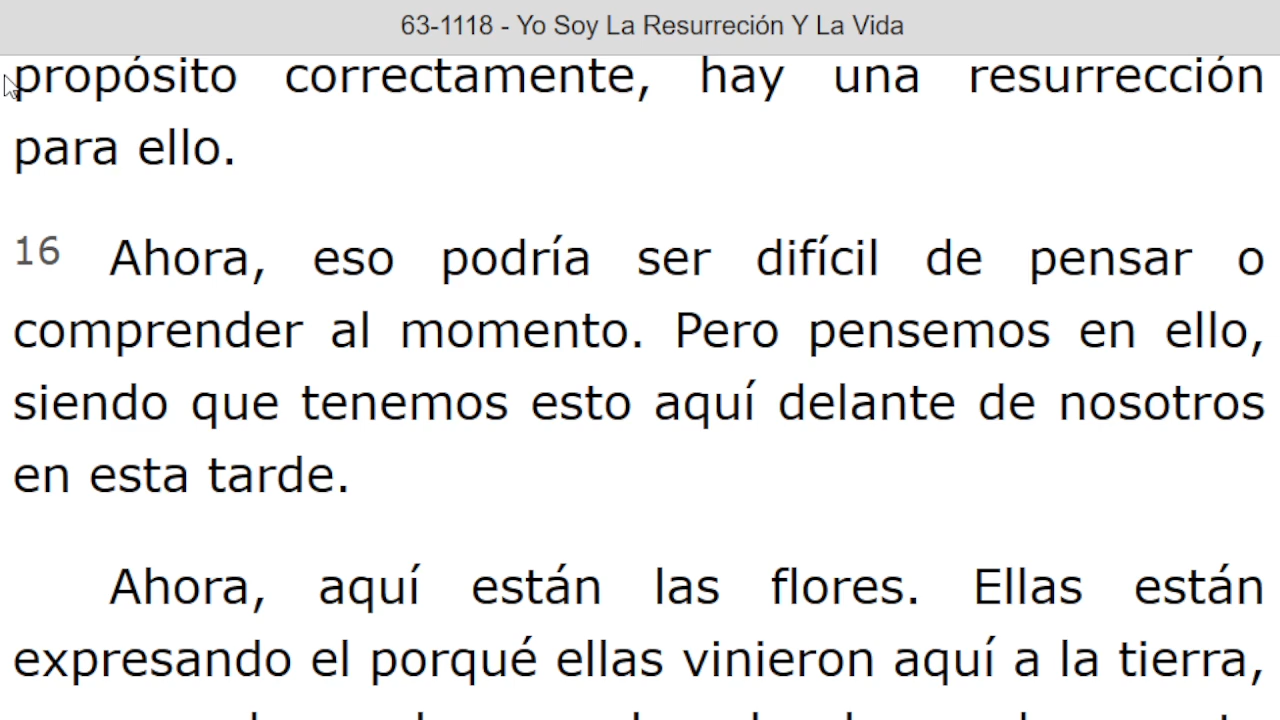 63-1118 - Yo Soy La Resurreción Y La Vida
propósito correctamente, hay una resurrección
para ello.
16 Ahora, eso podría ser difícil de pensar o
comprender al momento. Pero pensemos en ello,
siendo que tenemos esto aquí delante de nosotros
en esta tarde.
Ahora, aquí están las flores. Ellas están
expresando el porqué ellas vinieron aquí a la tierra,